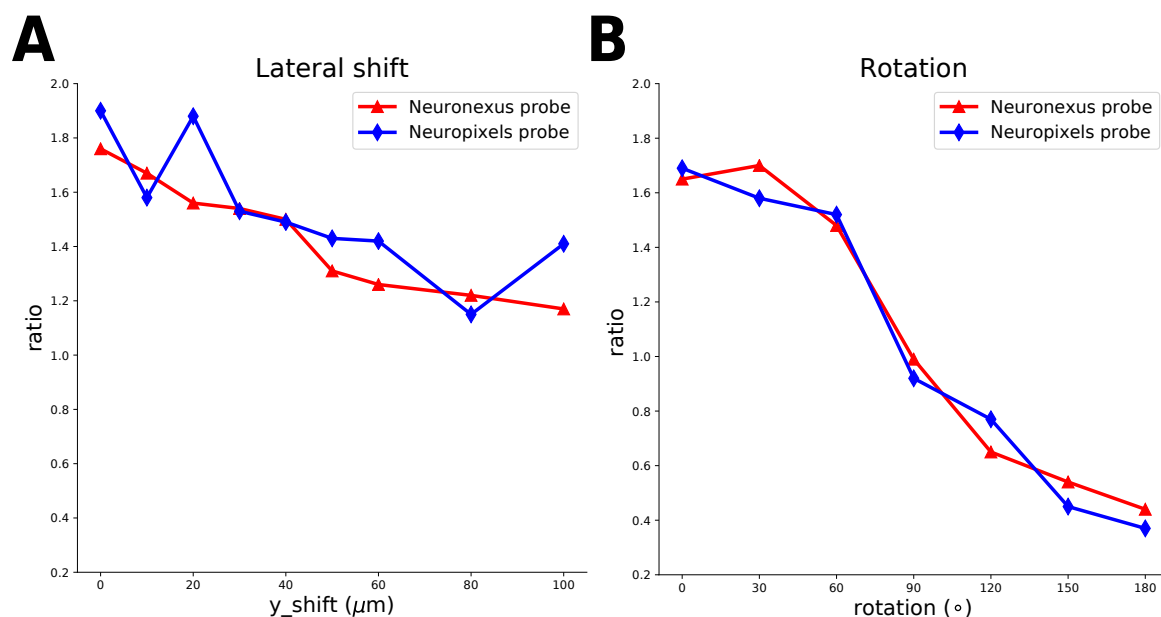 A
Lateral shift
2.0
1.8
1.6
1.4
1.2
1.0
0.8
0.6
0.4
0.2
ratio
Neuronexus probe
Neuropixels probe
0 20 40 60 80 100
y_shift (μm)
B
Rotation
2.0
1.8
1.6
1.4
1.2
1.0
0.8
0.6
0.4
0.2
ratio
Neuronexus probe
Neuropixels probe
0 30 60 90 120 150 180
rotation (∘)